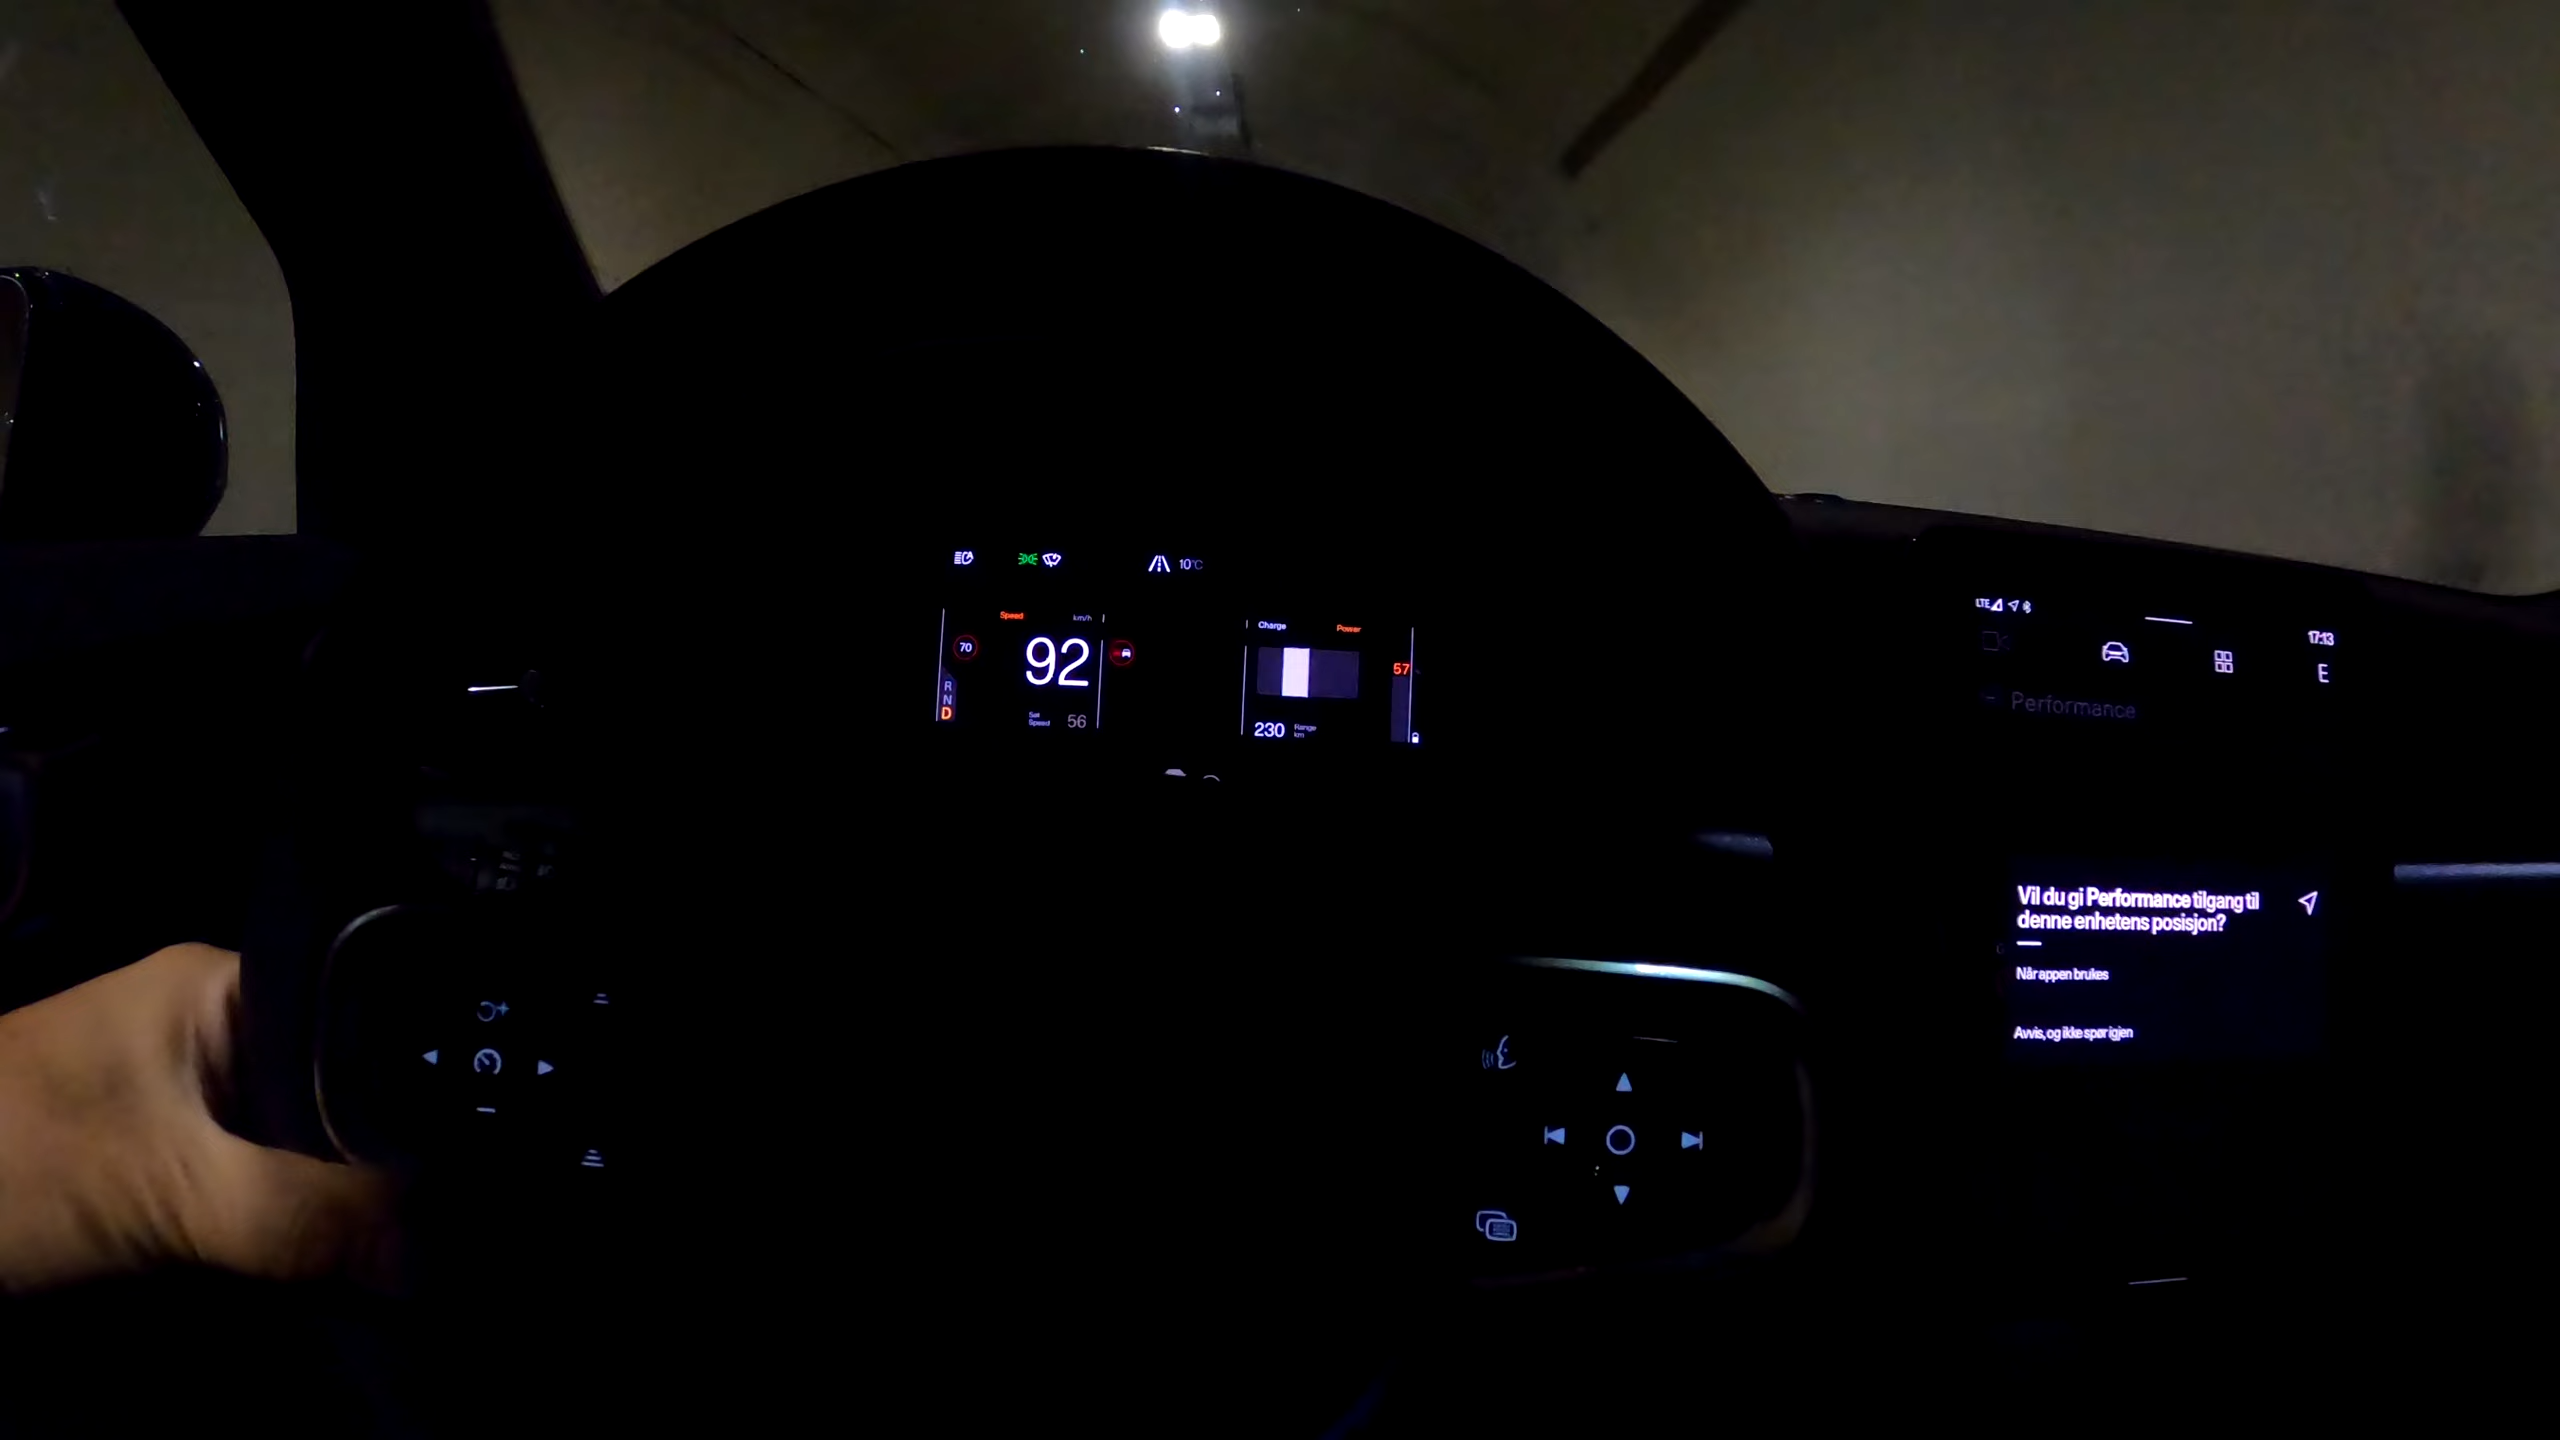 10°C
Speed km/h
70
92
R
N
D
Set Speed 56
Charge Power
57
230 Range km
LTE
17:13
E
Performance
Vil du gi Performance tilgang til
denne enhetens posisjon?
Når appen brukes
Avvis, og ikke spør igjen